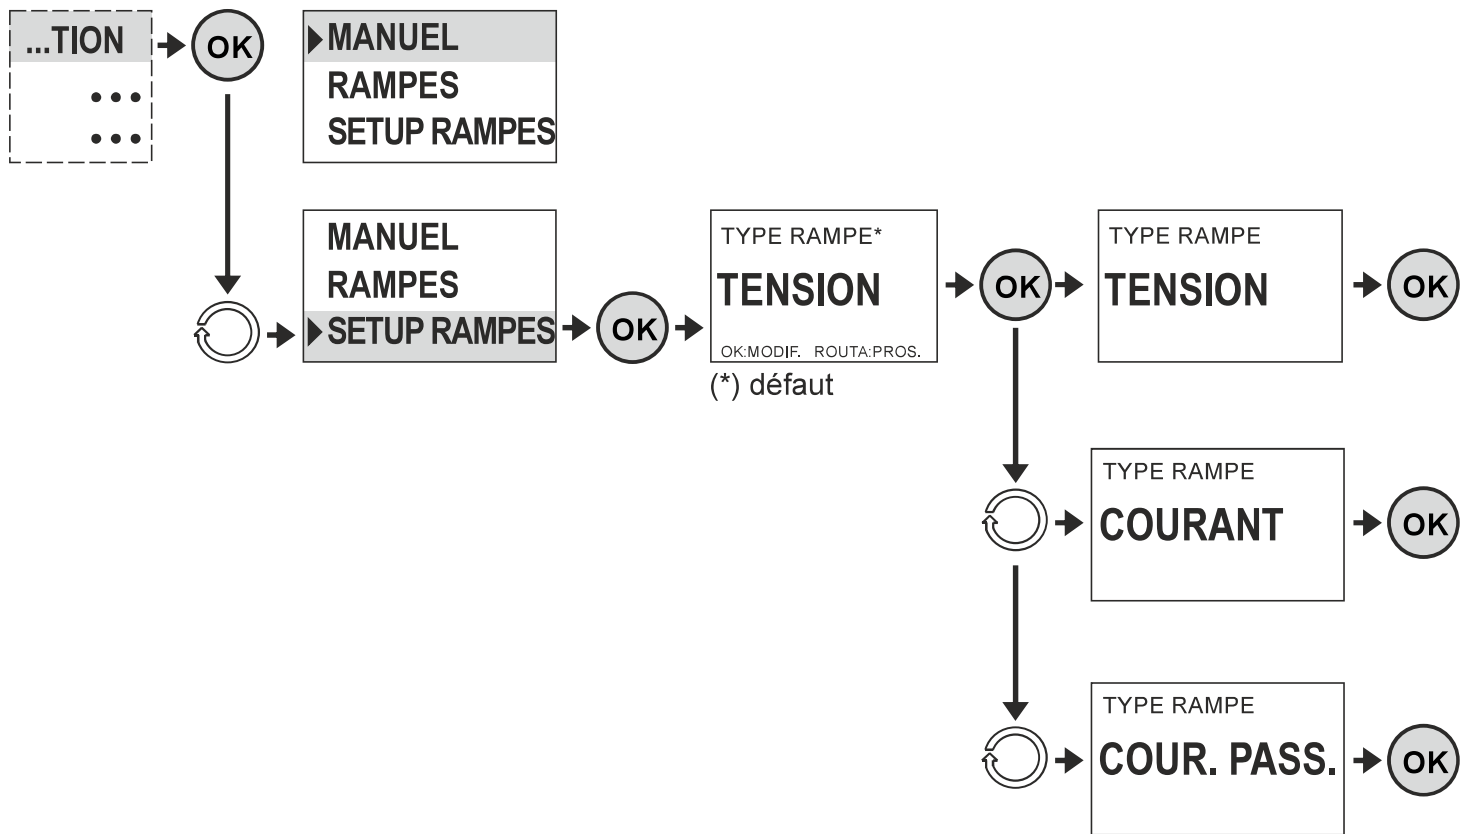 ...TION
OK
MANUEL
RAMPES
SETUP RAMPES
•••
•••
MANUEL
RAMPES
SETUP RAMPES
OK
TYPE RAMPE*
TENSION
OK:MODIF. ROUTA:PROS.
(*) défaut
OK
TYPE RAMPE
TENSION
OK
TYPE RAMPE
COURANT
OK
TYPE RAMPE
COUR. PASS.
OK